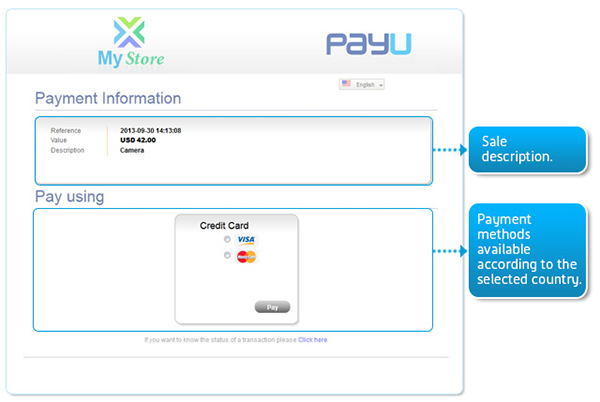 My Store
PayU
English
Payment Information
Reference 2013-09-30 14:13:08
Value USD 42.00
Description Camera
Sale
description.
Pay using
Credit Card
VISA
MasterCard
Pay
Payment
methods
available
according to the
selected country.
If you want to know the status of a transaction please Click here